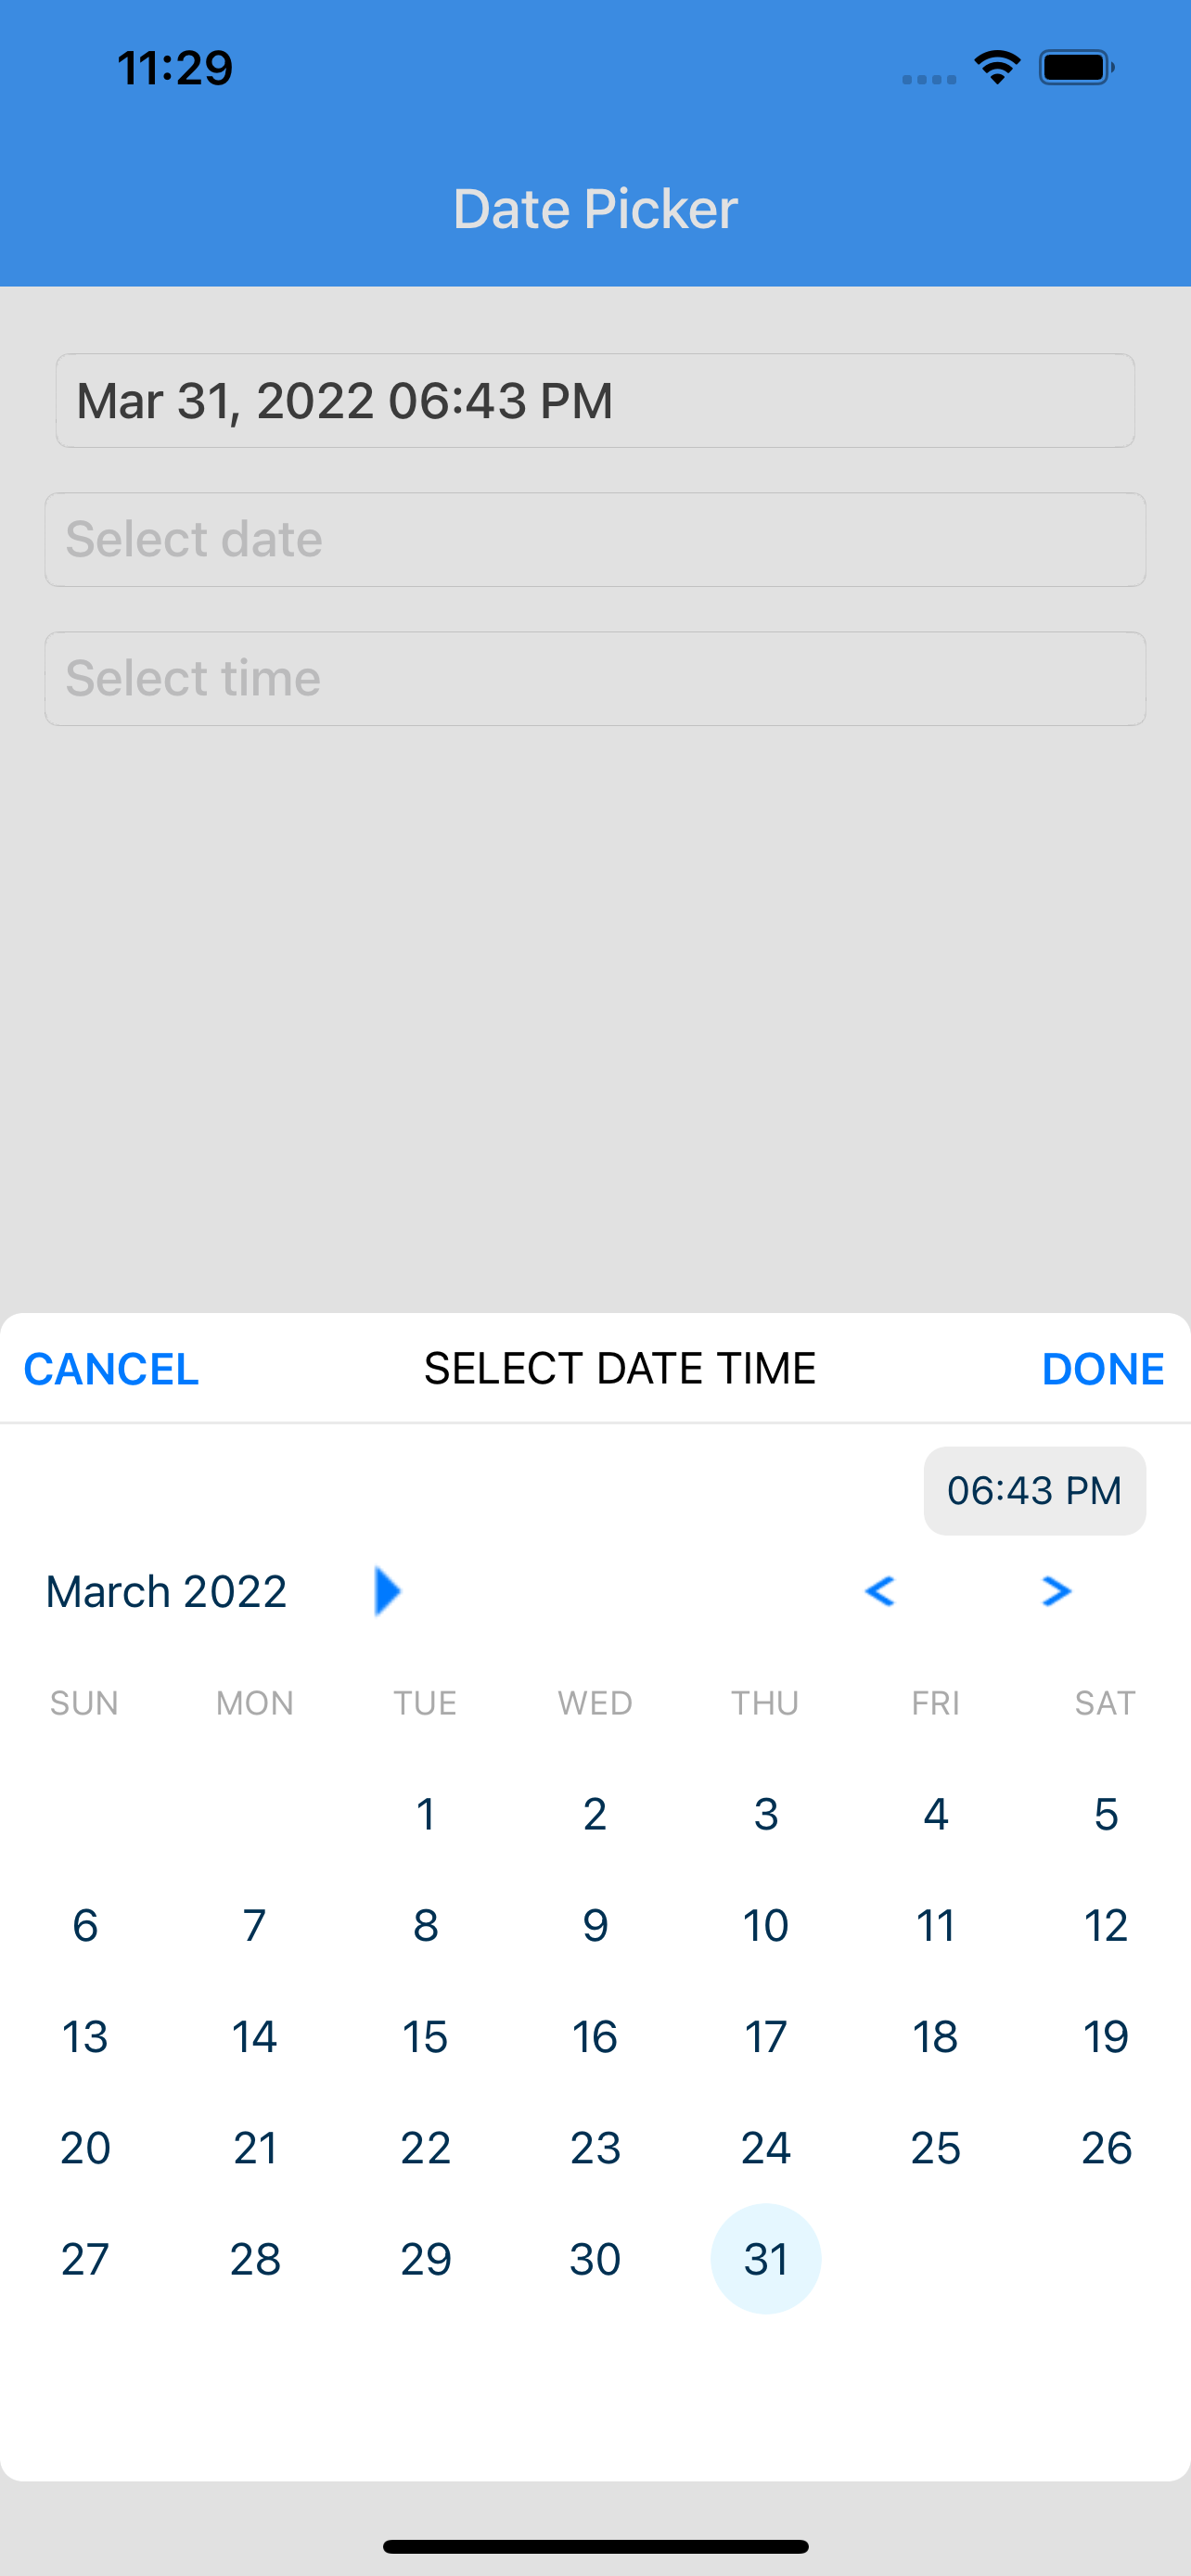 11:29
Date Picker
Mar 31, 2022 06:43 PM
Select date
Select time
CANCEL SELECT DATE TIME DONE
06:43 PM
March 2022 < >
SUN MON TUE WED THU FRI SAT
1 2 3 4 5
6 7 8 9 10 11 12
13 14 15 16 17 18 19
20 21 22 23 24 25 26
27 28 29 30 31